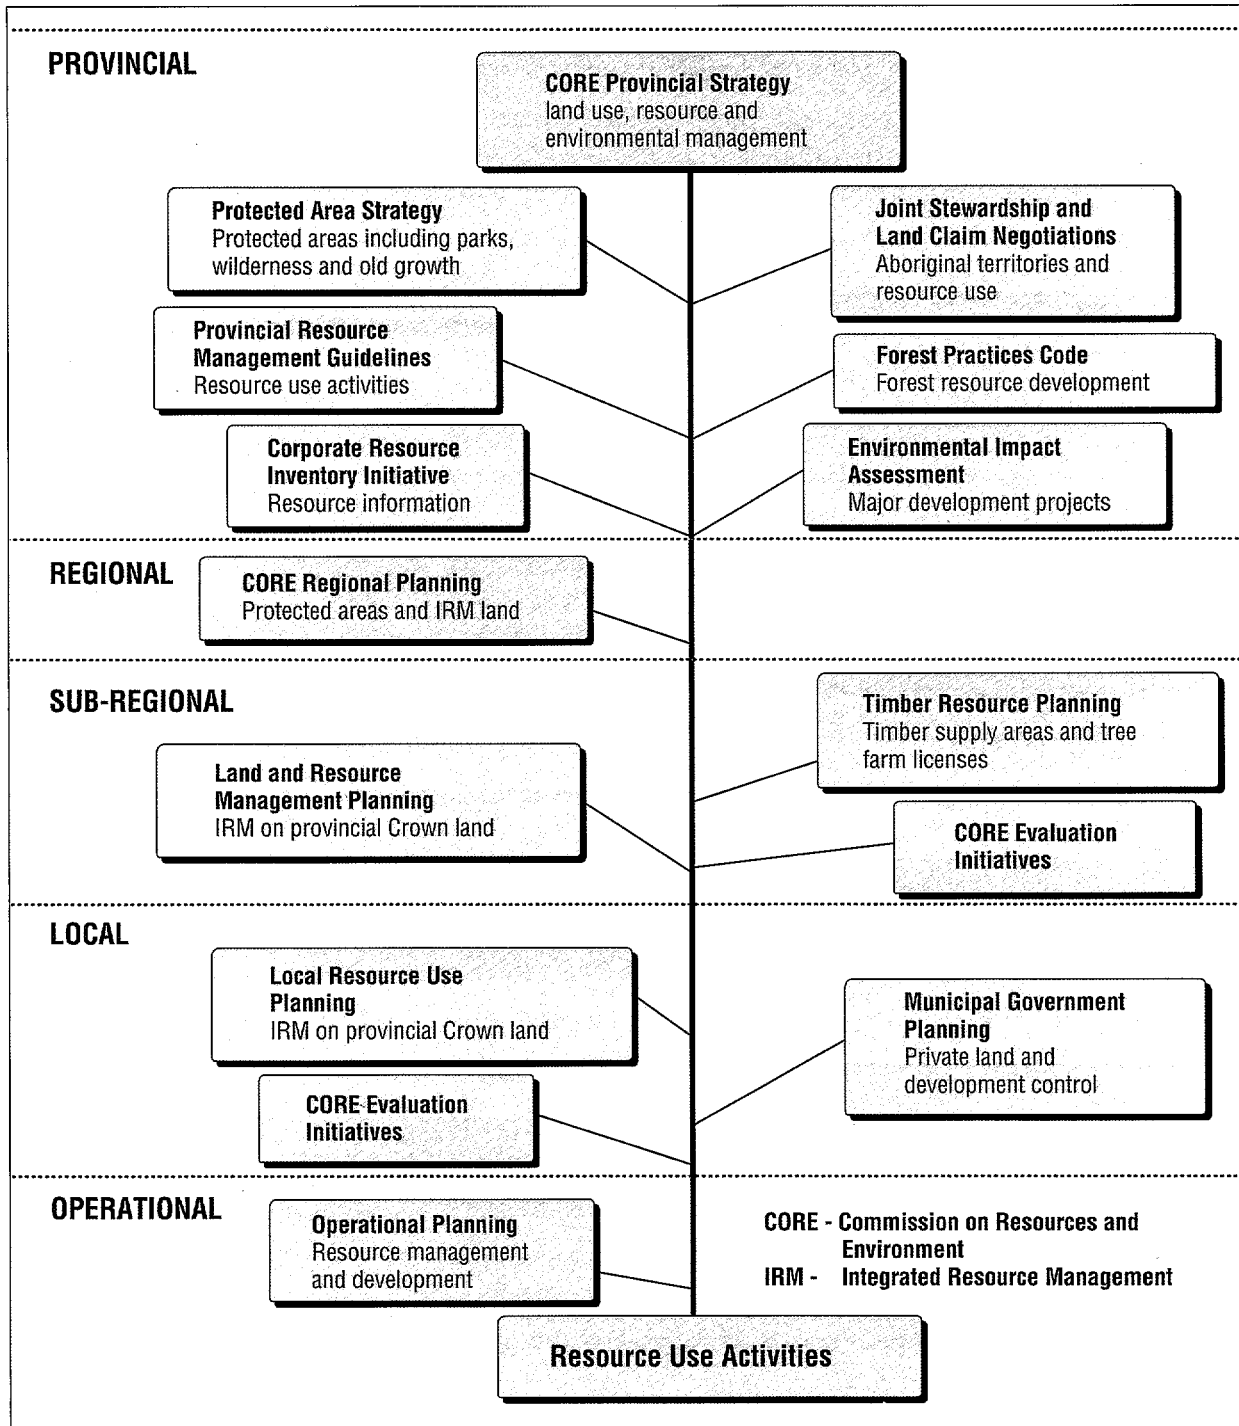 PROVINCIAL
CORE Provincial Strategy
land use, resource and
environmental management
Protected Area Strategy
Protected areas including parks,
wilderness and old growth
Joint Stewardship and
Land Claim Negotiations
Aboriginal territories and
resource use
Provincial Resource
Management Guidelines
Resource use activities
Forest Practices Code
Forest resource development
Corporate Resource
Inventory Initiative
Resource information
Environmental Impact
Assessment
Major development projects
REGIONAL
CORE Regional Planning
Protected areas and IRM land
SUB-REGIONAL
Timber Resource Planning
Timber supply areas and tree
farm licenses
Land and Resource
Management Planning
IRM on provincial Crown land
CORE Evaluation
Initiatives
LOCAL
Local Resource Use
Planning
IRM on provincial Crown land
Municipal Government
Planning
Private land and
development control
CORE Evaluation
Initiatives
OPERATIONAL
Operational Planning
Resource management
and development
CORE - Commission on Resources and
Environment
IRM - Integrated Resource Management
Resource Use Activities